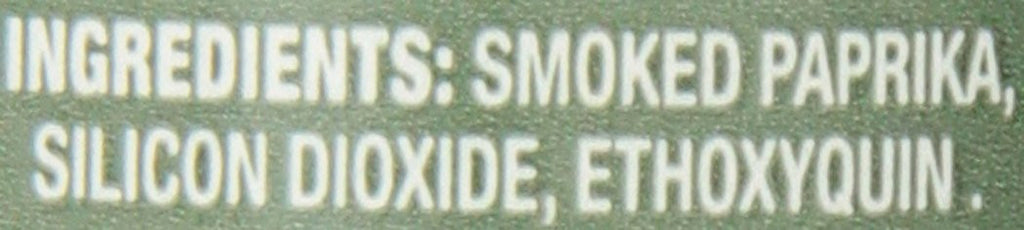 INGREDIENTS: SMOKED PAPRIKA,
SILICON DIOXIDE, ETHOXYQUIN .